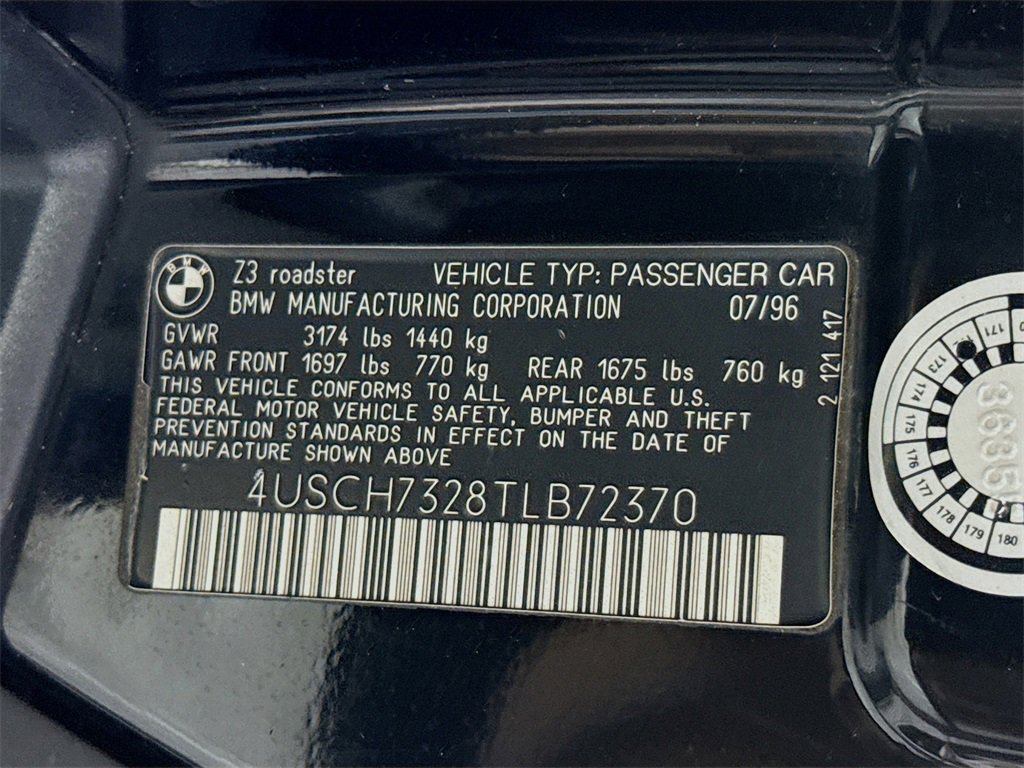 BMW
Z3 roadster VEHICLE TYP: PASSENGER CAR
BMW MANUFACTURING CORPORATION 07/96
GVWR 3174 lbs 1440 kg
GAWR FRONT 1697 lbs 770 kg REAR 1675 lbs 760 kg
THIS VEHICLE CONFORMS TO ALL APPLICABLE U.S.
FEDERAL MOTOR VEHICLE SAFETY, BUMPER AND THEFT
PREVENTION STANDARDS IN EFFECT ON THE DATE OF
MANUFACTURE SHOWN ABOVE
4USCH7328TLB72370
2 121 417
171
173
174
175
176
177
178
179
180